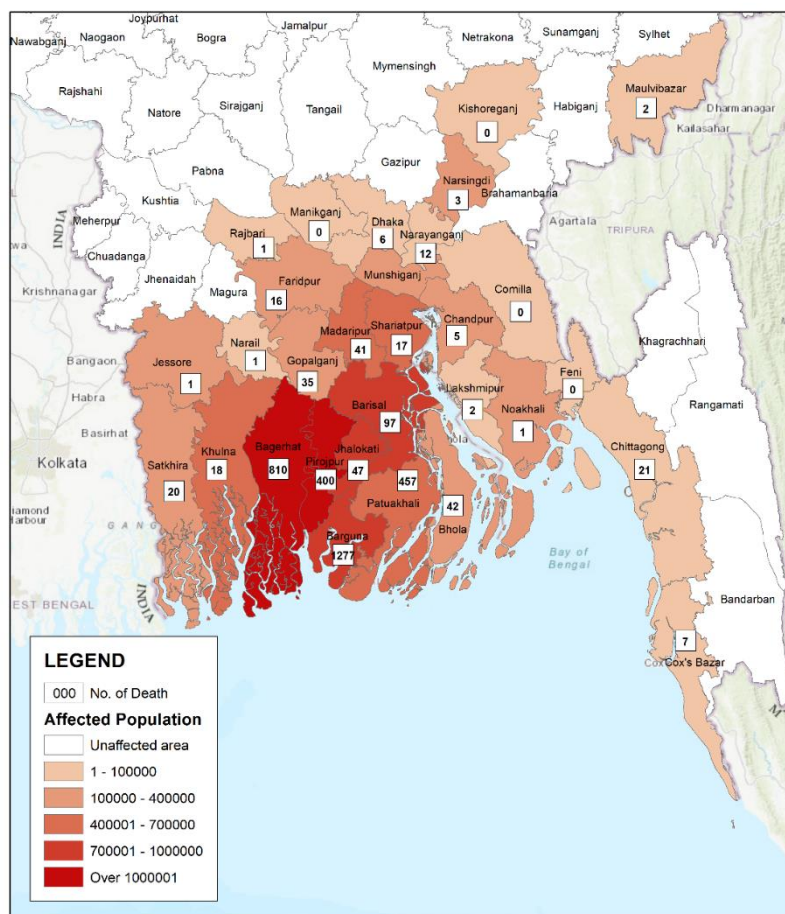 Joypurhat
Jamalpur
Nawabganj
Naogaon
Bogra
Netrakona
Sunamganj
Sylhet
Mymensingh
Rajshahi
Natore
Sirajganj
Tangail
Kishoreganj
0
Habiganj
Maulvibazar
2
Dharmanagar
Kailasahar
Pabna
Gazipur
Narsingdi
3
Brahamanbaria
Kushtia
Meherpur
INDIA
Manikganj
0
Dhaka
6
Narayanganj
12
Agartala
TRIPURA
Rajbari
1
Chuadanga
Jhenaidah
Krishnanagar
Magura
Faridpur
16
Munshiganj
Comilla
0
Khagrachhari
Madaripur
41
Shariatpur
17
Chandpur
5
Bangaon
Jessore
1
Narail
1
Gopalganj
35
Feni
0
Habra
Basirhat
Lakshmipur
2
Noakhali
1
Rangamati
Barisal
97
Chittagong
21
Kolkata
Satkhira
20
Khulna
18
Bagerhat
810
Pirojpur
400
Jhalokati
47
457
Patuakhali
42
Bhola
Diamond
Harbour
Barguna
1277
Bay of
Bengal
EST BENGAL
INDIA
Bandarban
7
Cox's Bazar
LEGEND
000 No. of Death
Affected Population
Unaffected area
1 - 100000
100000 - 400000
400001 - 700000
700001 - 1000000
Over 1000001